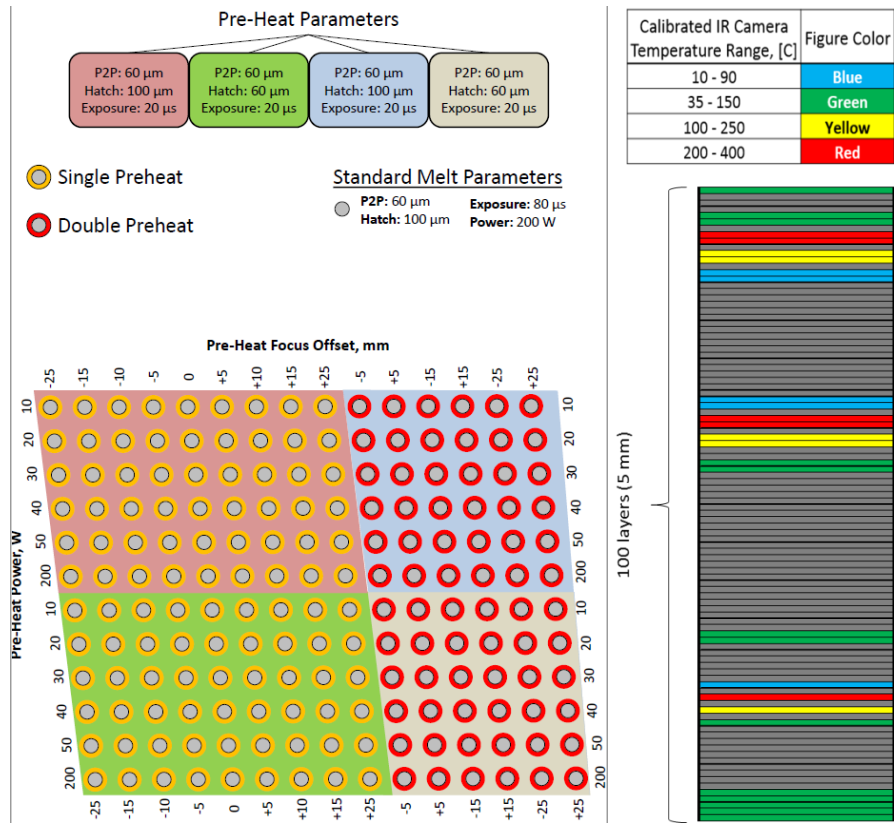 Pre-Heat Parameters
P2P: 60 µm
Hatch: 100 µm
Exposure: 20 µs
P2P: 60 µm
Hatch: 60 µm
Exposure: 20 µs
P2P: 60 µm
Hatch: 100 µm
Exposure: 20 µs
P2P: 60 µm
Hatch: 60 µm
Exposure: 20 µs
Single Preheat
Double Preheat
Standard Melt Parameters
P2P: 60 µm Exposure: 80 µs
Hatch: 100 µm Power: 200 W
Pre-Heat Focus Offset, mm
-25 -15 -10 -5 0 +5 +10 +15 +25 -5 +5 -15 +15 -25 +25
Pre-Heat Power, W
10 10
20 20
30 30
40 40
50 50
200 200
10 10
20 20
30 30
40 40
50 50
200 200
-25 -15 -10 -5 0 +5 +10 +15 +25 -5 +5 -15 +15 -25 +25
Calibrated IR Camera Temperature Range, [C] Figure Color
10 - 90 Blue
35 - 150 Green
100 - 250 Yellow
200 - 400 Red
100 layers (5 mm)